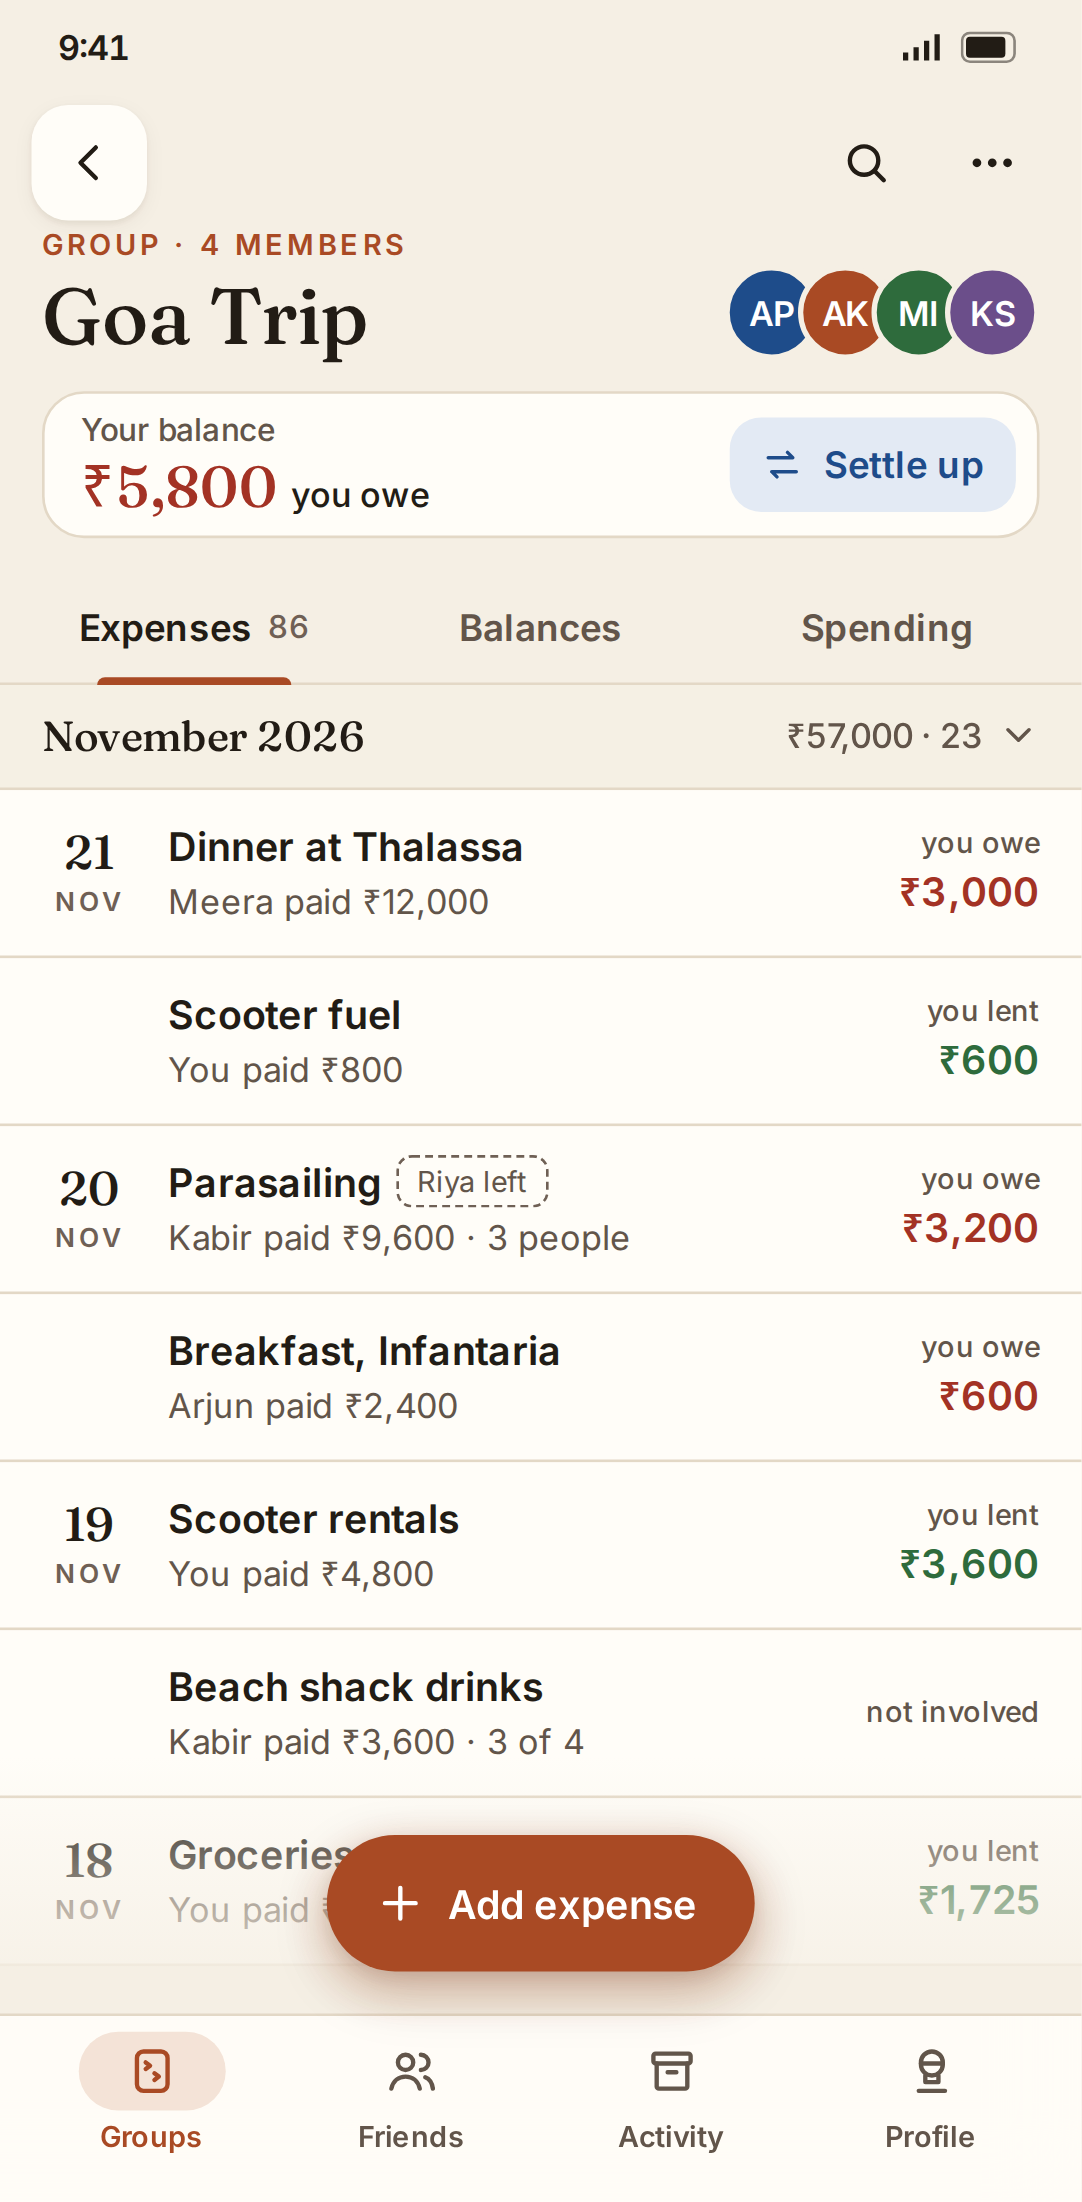 9:41
GROUP · 4 MEMBERS
Goa Trip
AP AK MI KS
Your balance
₹5,800 you owe
Settle up
Expenses 86 Balances Spending
November 2026 ₹57,000 · 23
21 NOV
Dinner at Thalassa
Meera paid ₹12,000
you owe
₹3,000
Scooter fuel
You paid ₹800
you lent
₹600
20 NOV
Parasailing Riya left
Kabir paid ₹9,600 · 3 people
you owe
₹3,200
Breakfast, Infantaria
Arjun paid ₹2,400
you owe
₹600
19 NOV
Scooter rentals
You paid ₹4,800
you lent
₹3,600
Beach shack drinks
Kabir paid ₹3,600 · 3 of 4
not involved
18 NOV
Groceries
You paid
you lent
₹1,725
Add expense
Groups Friends Activity Profile